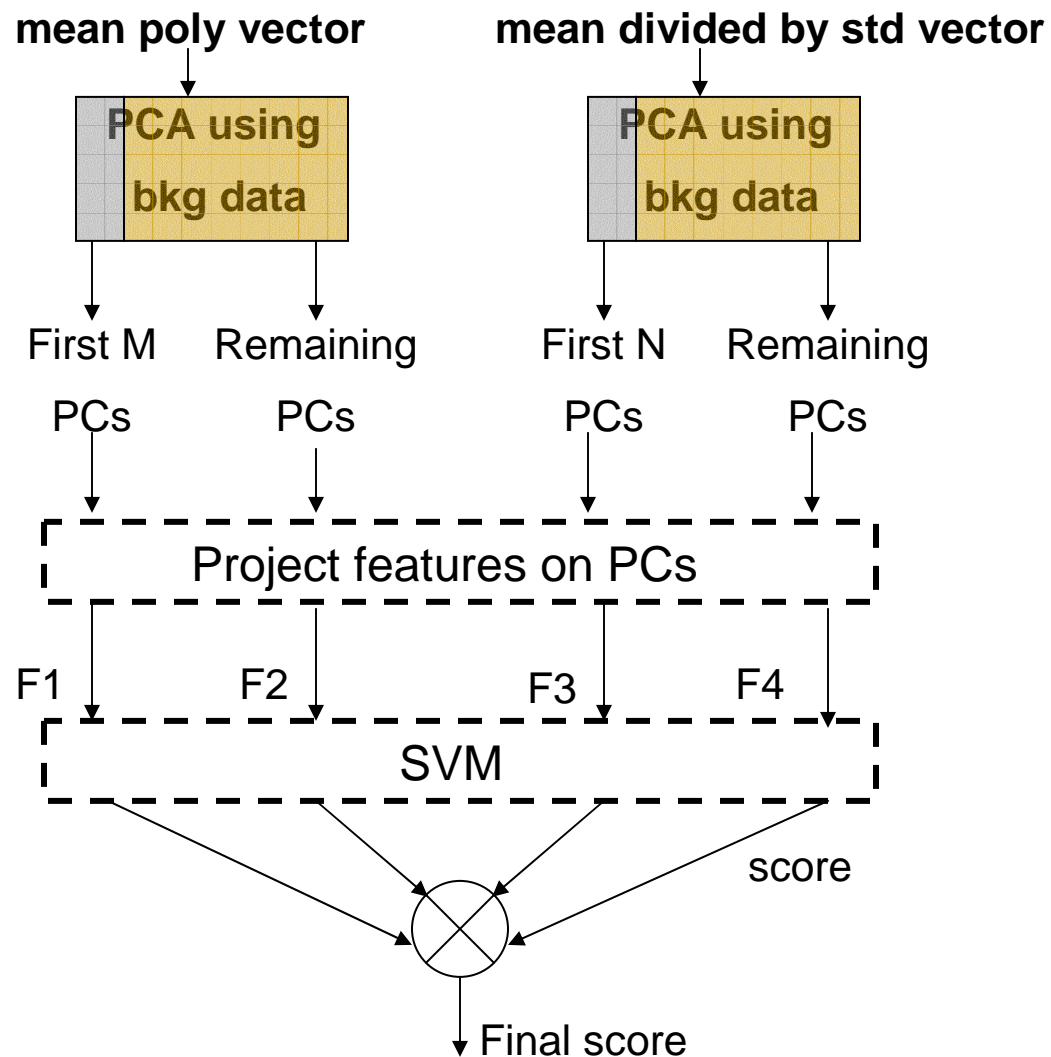 mean poly vector
mean divided by std vector
PCA using
bkg data
PCA using
bkg data
First M
PCs
Remaining
PCs
First N
PCs
Remaining
PCs
Project features on PCs
F1
F2
F3
F4
SVM
score
Final score